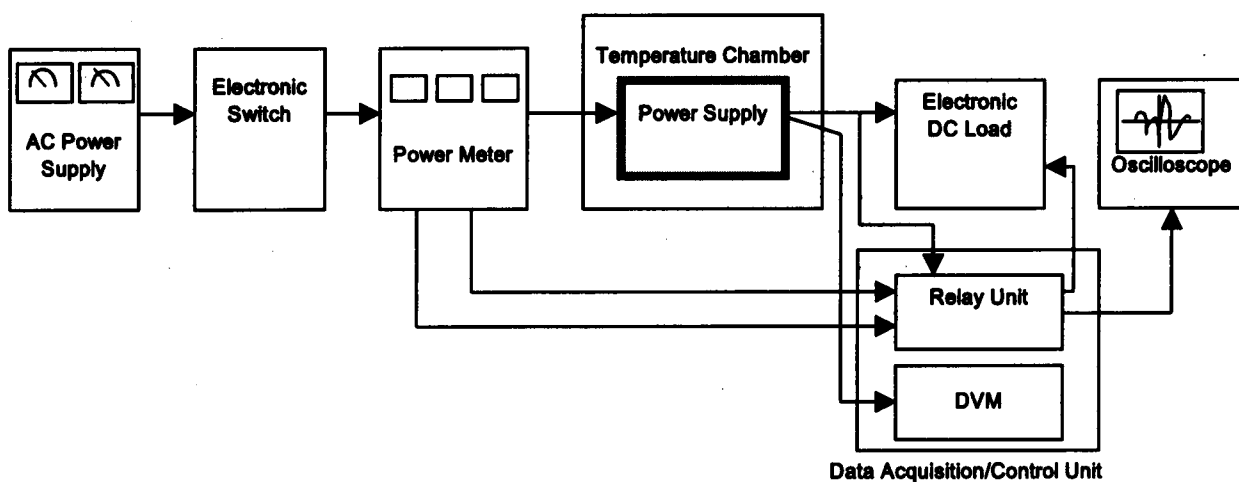 AC Power
Supply
Electronic
Switch
Power Meter
Temperature Chamber
Power Supply
Electronic
DC Load
Oscilloscope
Relay Unit
DVM
Data Acquisition/Control Unit